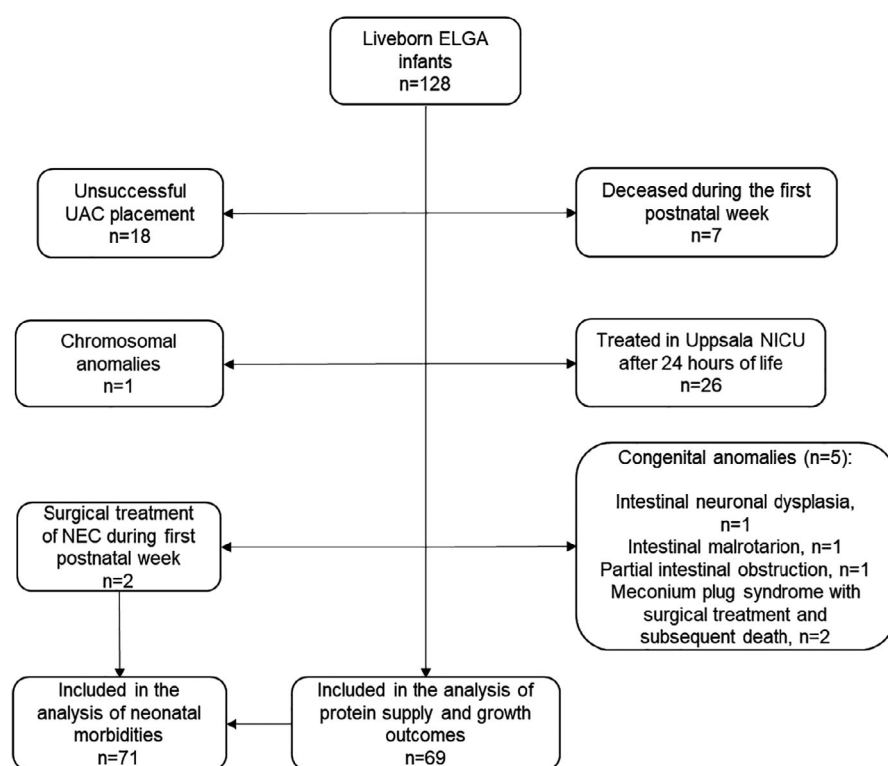 Liveborn ELGA
infants
n=128
Unsuccessful
UAC placement
n=18
Deceased during the first
postnatal week
n=7
Chromosomal
anomalies
n=1
Treated in Uppsala NICU
after 24 hours of life
n=26
Surgical treatment
of NEC during first
postnatal week
n=2
Congenital anomalies (n=5):
Intestinal neuronal dysplasia,
n=1
Intestinal malrotarion, n=1
Partial intestinal obstruction, n=1
Meconium plug syndrome with
surgical treatment and
subsequent death, n=2
Included in the
analysis of neonatal
morbidities
n=71
Included in the analysis of
protein supply and growth
outcomes
n=69